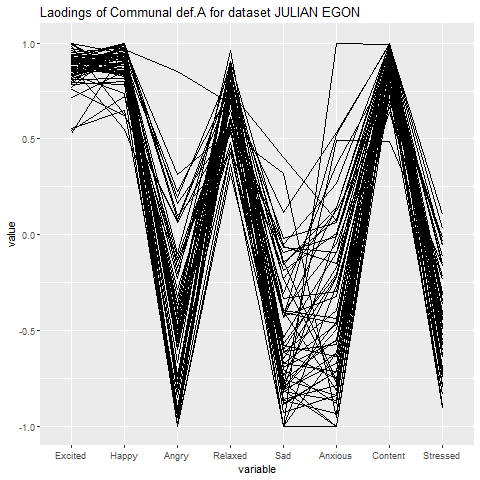 Laodings of Communal def.A for dataset JULIAN EGON
1.0
0.5
0.0
-0.5
-1.0
value
Excited Happy Angry Relaxed Sad Anxious Content Stressed
variable